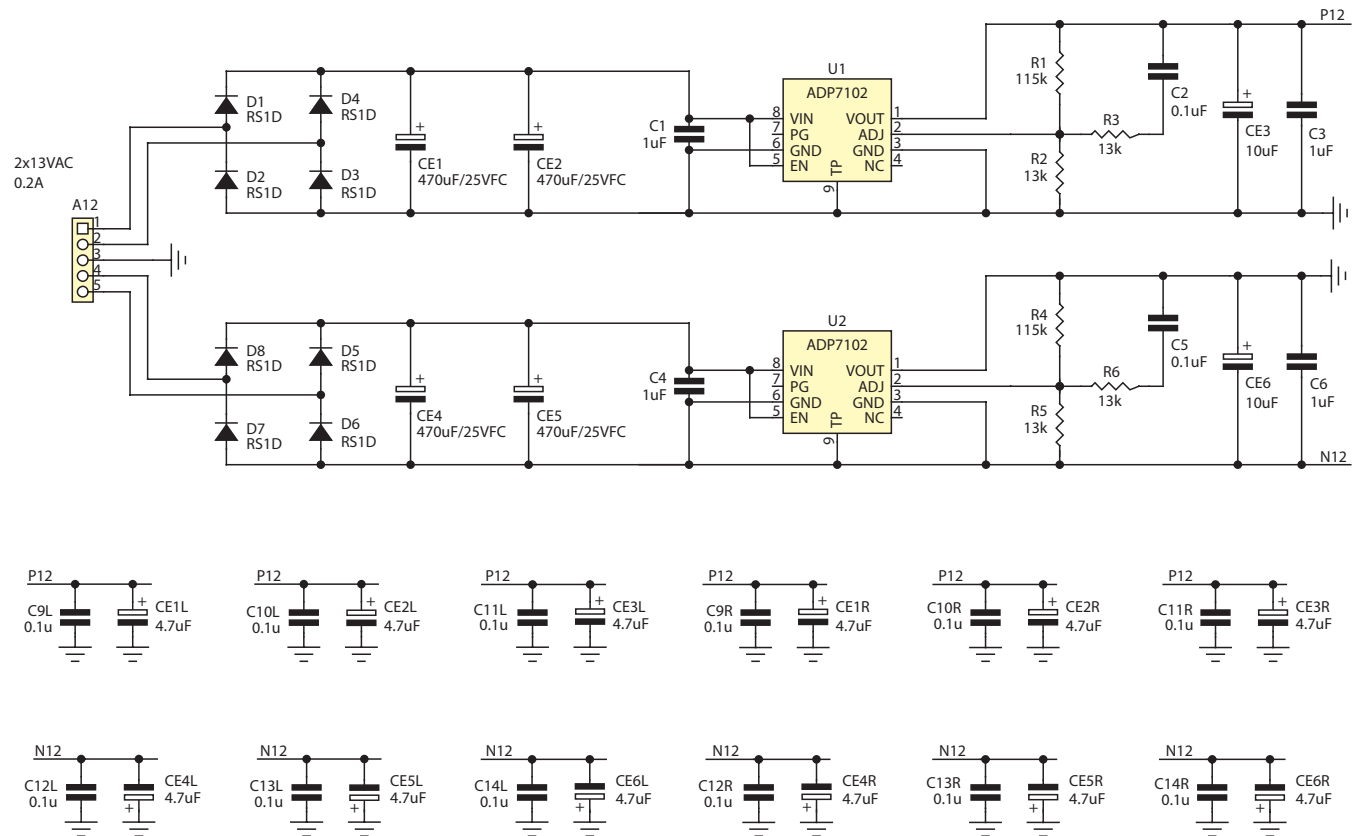 P12
U1
ADP7102
8 VIN VOUT 1
7 PG ADJ 2
6 GND GND 3
5 EN NC 4
TP
9
D1
RS1D
D4
RS1D
D2
RS1D
D3
RS1D
+
CE1
470uF/25VFC
+
CE2
470uF/25VFC
C1
1uF
R1
115k
C2
0.1uF
R3
13k
R2
13k
+
CE3
10uF
C3
1uF
2x13VAC
0.2A
A12
1
2
3
4
5
U2
ADP7102
8 VIN VOUT 1
7 PG ADJ 2
6 GND GND 3
5 EN NC 4
TP
9
D8
RS1D
D5
RS1D
D7
RS1D
D6
RS1D
+
CE4
470uF/25VFC
+
CE5
470uF/25VFC
C4
1uF
R4
115k
C5
0.1uF
R6
13k
R5
13k
+
CE6
10uF
C6
1uF
N12
P12
C9L
0.1u
+
CE1L
4.7uF
P12
C10L
0.1u
+
CE2L
4.7uF
P12
C11L
0.1u
+
CE3L
4.7uF
P12
C9R
0.1u
+
CE1R
4.7uF
P12
C10R
0.1u
+
CE2R
4.7uF
P12
C11R
0.1u
+
CE3R
4.7uF
N12
C12L
0.1u
+
CE4L
4.7uF
N12
C13L
0.1u
+
CE5L
4.7uF
N12
C14L
0.1u
+
CE6L
4.7uF
N12
C12R
0.1u
+
CE4R
4.7uF
N12
C13R
0.1u
+
CE5R
4.7uF
N12
C14R
0.1u
+
CE6R
4.7uF